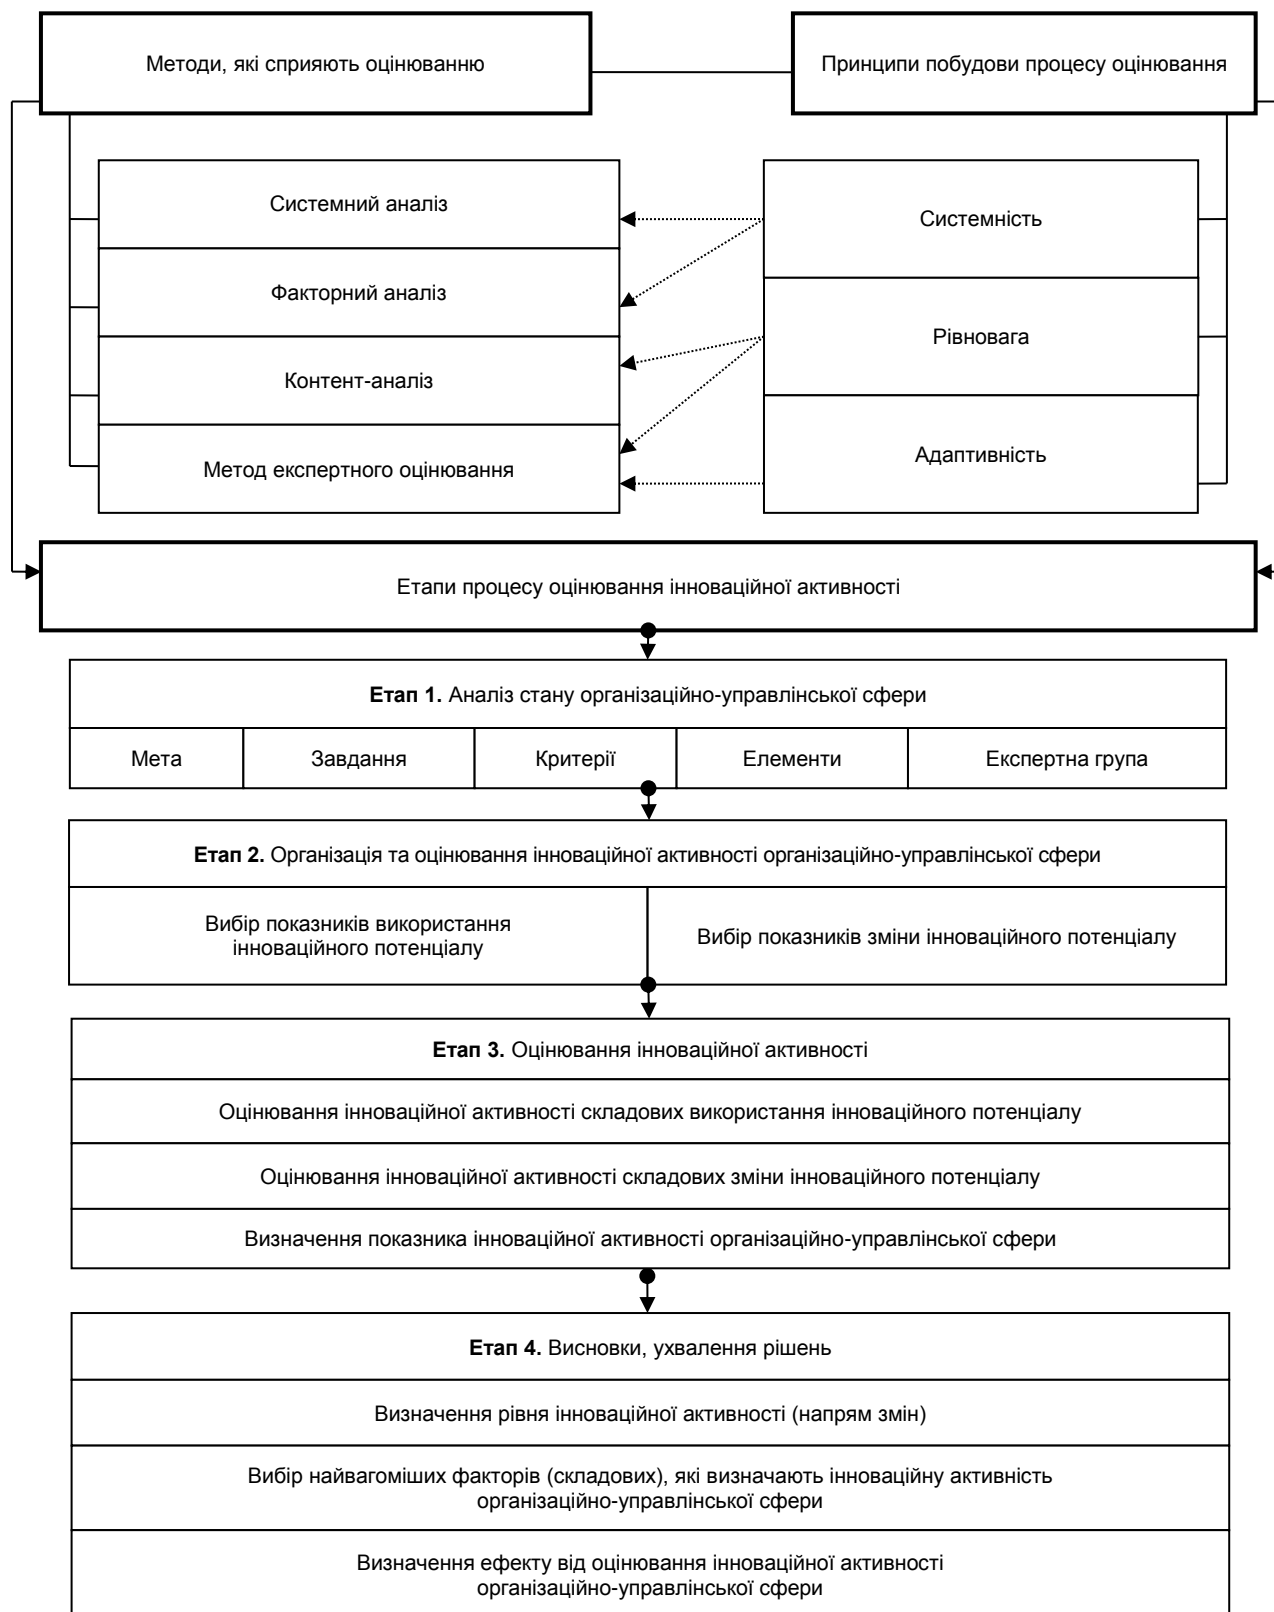 Методи, які сприяють оцінюванню
Принципи побудови процесу оцінювання
Системний аналіз
Факторний аналіз
Контент-аналіз
Метод експертного оцінювання
Системність
Рівновага
Адаптивність
Етапи процесу оцінювання інноваційної активності
Етап 1. Аналіз стану організаційно-управлінської сфери
Мета
Завдання
Критерії
Елементи
Експертна група
Етап 2. Організація та оцінювання інноваційної активності організаційно-управлінської сфери
Вибір показників використання
інноваційного потенціалу
Вибір показників зміни інноваційного потенціалу
Етап 3. Оцінювання інноваційної активності
Оцінювання інноваційної активності складових використання інноваційного потенціалу
Оцінювання інноваційної активності складових зміни інноваційного потенціалу
Визначення показника інноваційної активності організаційно-управлінської сфери
Етап 4. Висновки, ухвалення рішень
Визначення рівня інноваційної активності (напрям змін)
Вибір найвагоміших факторів (складових), які визначають інноваційну активність
організаційно-управлінської сфери
Визначення ефекту від оцінювання інноваційної активності
організаційно-управлінської сфери